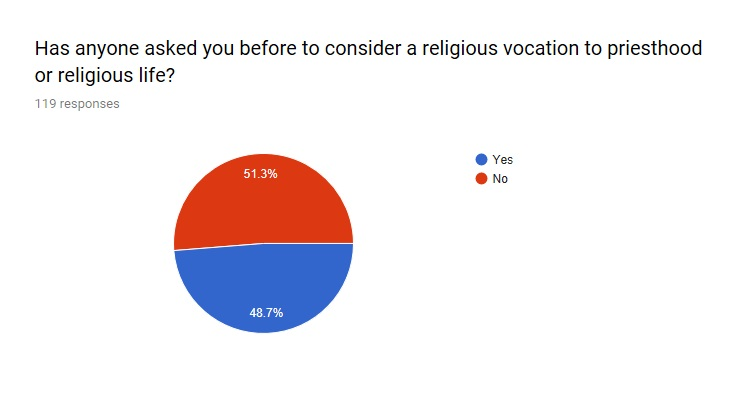 Has anyone asked you before to consider a religious vocation to priesthood
or religious life?
119 responses
51.3%
48.7%
Yes
No